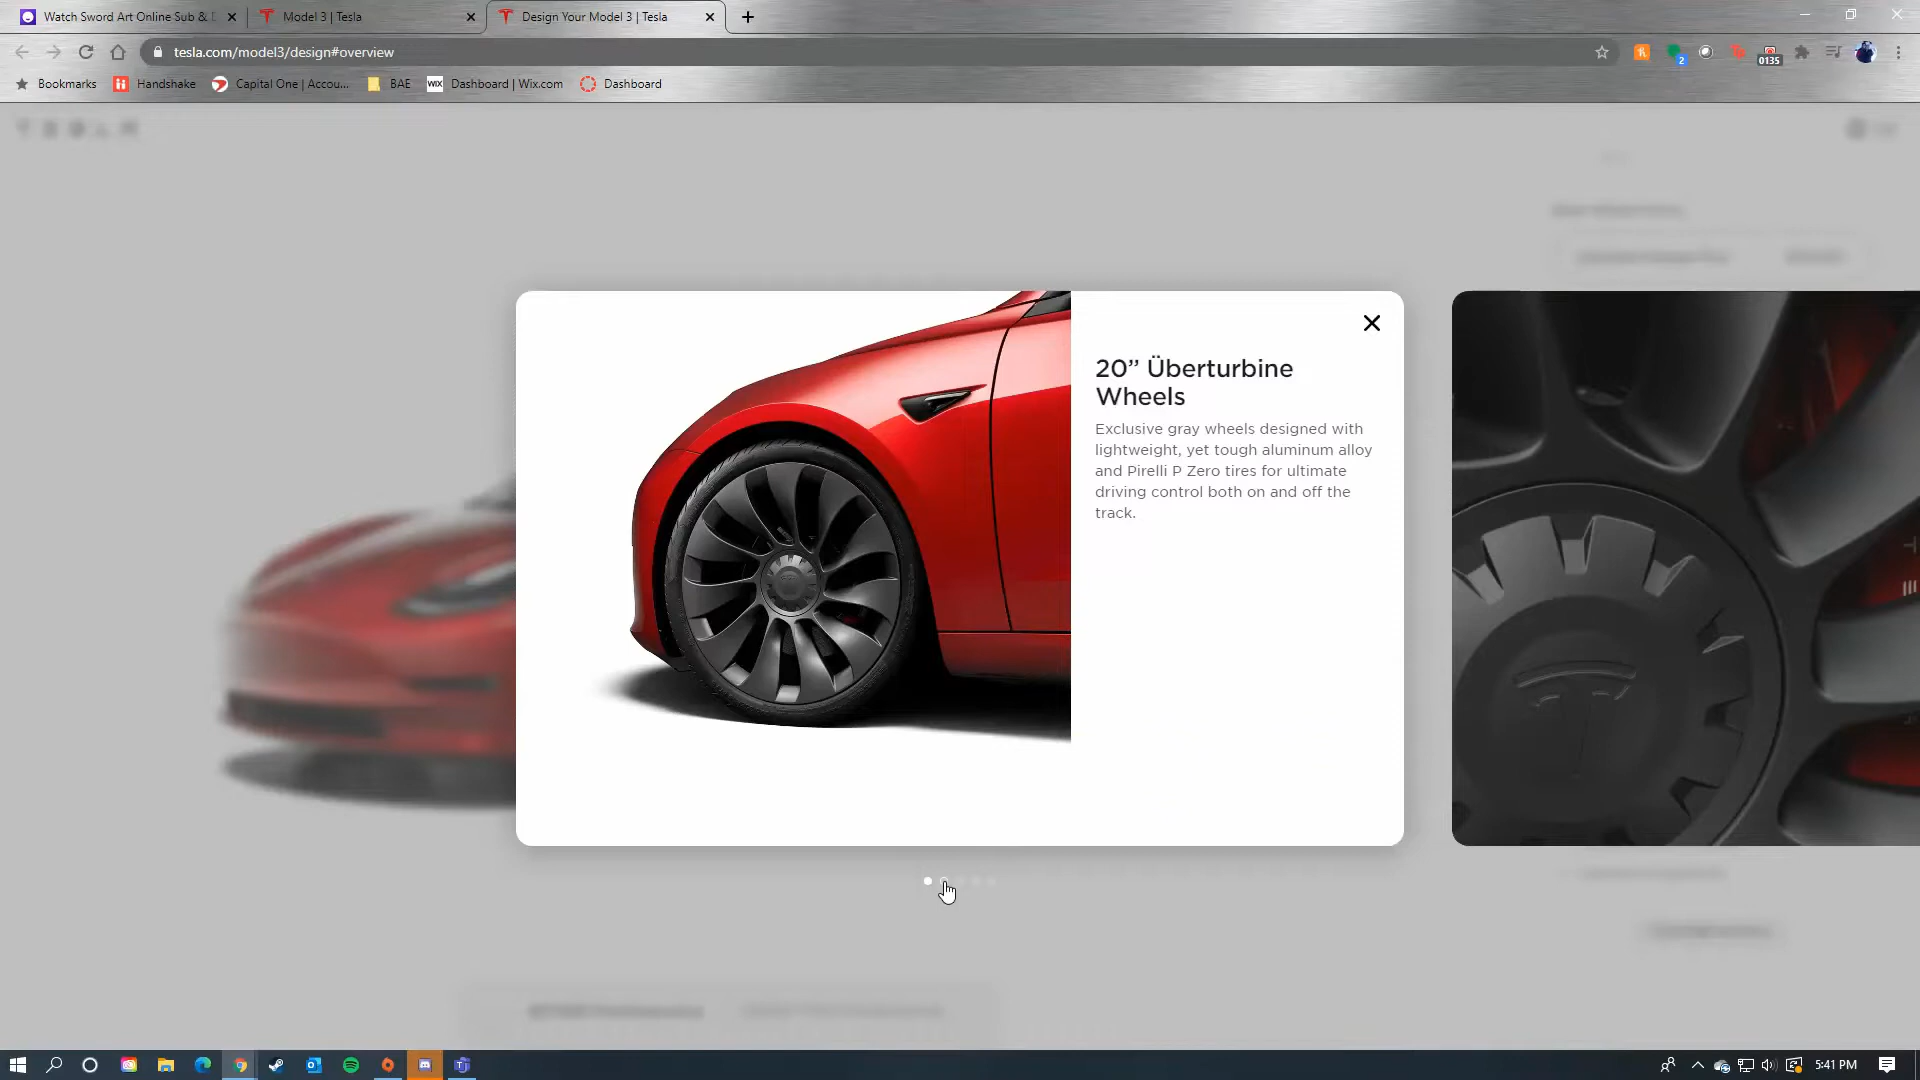 Watch Sword Art Online Sub &
Model 3 | Tesla
Design Your Model 3 | Tesla
tesla.com/model3/design#overview
2
0135
Bookmarks
Handshake
Capital One | Accou...
BAE
WIX
Dashboard | Wix.com
Dashboard
20” Überturbine
Wheels
Exclusive gray wheels designed with
lightweight, yet tough aluminum alloy
and Pirelli P Zero tires for ultimate
driving control both on and off the
track.
5:41 PM